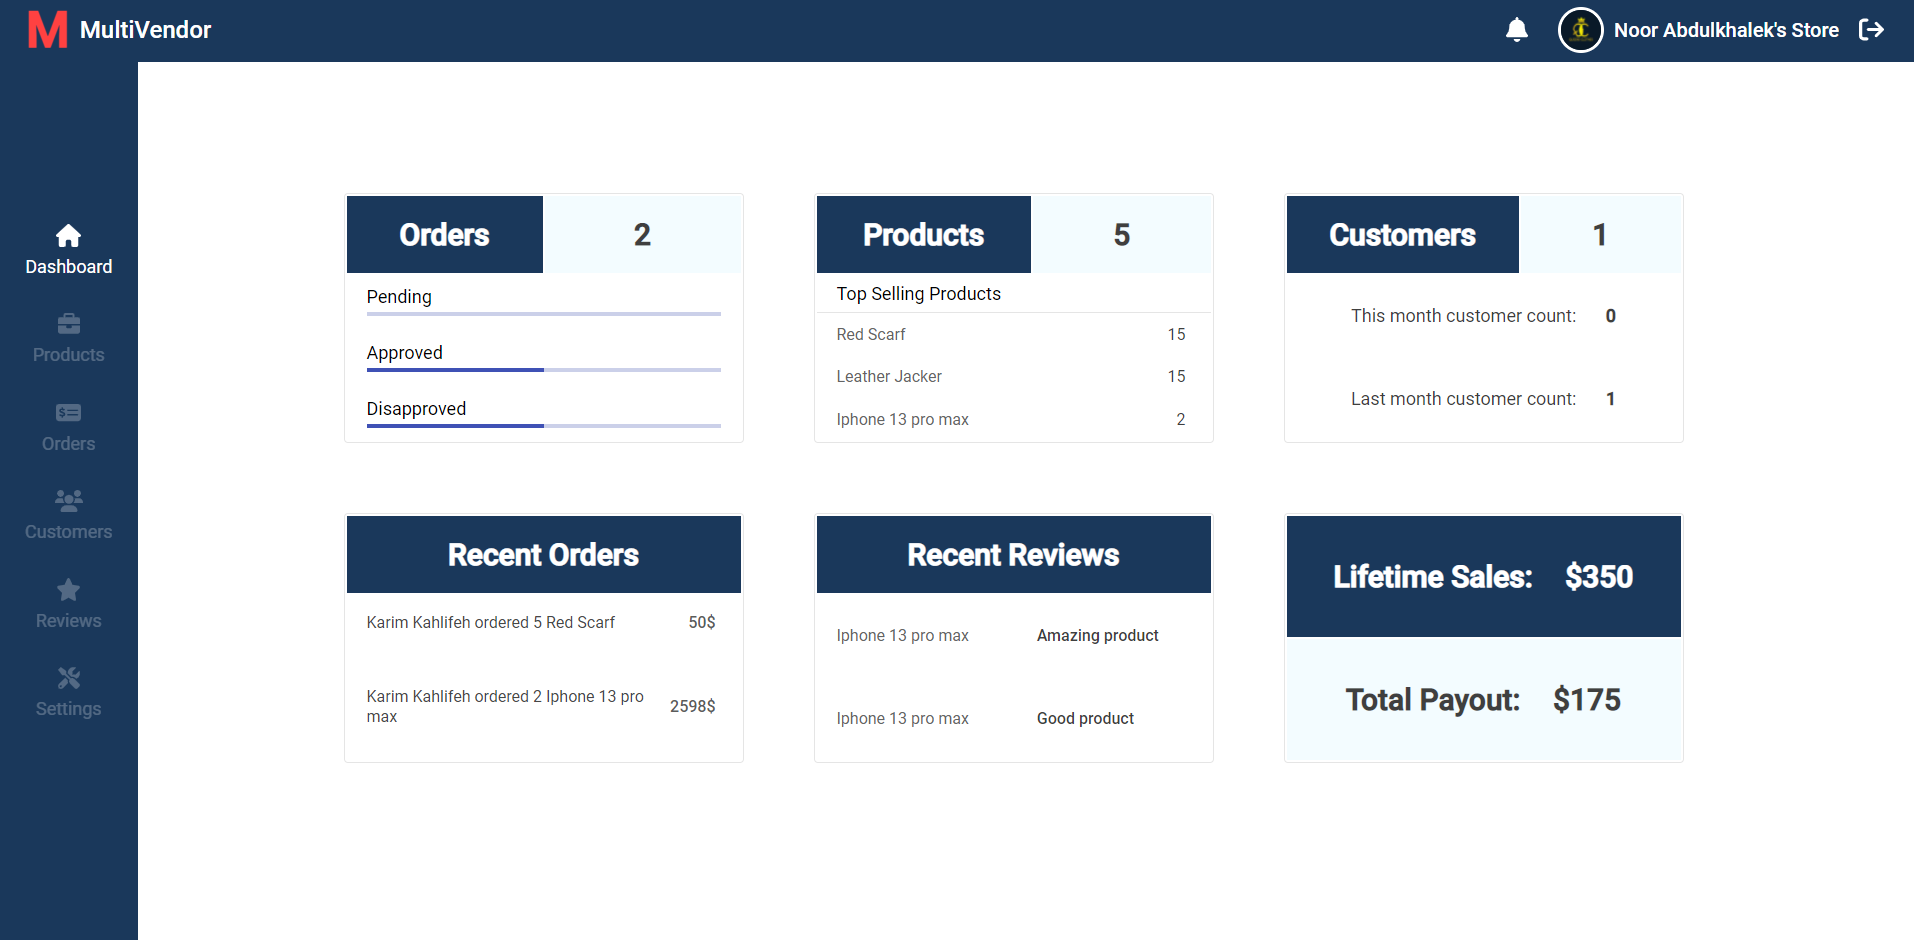 M MultiVendor
Noor Abdulkhalek's Store
Dashboard
Products
Orders
Customers
Reviews
Settings
Orders 2
Pending
Approved
Disapproved
Products 5
Top Selling Products
Red Scarf 15
Leather Jacker 15
Iphone 13 pro max 2
Customers 1
This month customer count: 0
Last month customer count: 1
Recent Orders
Karim Kahlifeh ordered 5 Red Scarf 50$
Karim Kahlifeh ordered 2 Iphone 13 pro
max 2598$
Recent Reviews
Iphone 13 pro max Amazing product
Iphone 13 pro max Good product
Lifetime Sales: $350
Total Payout: $175